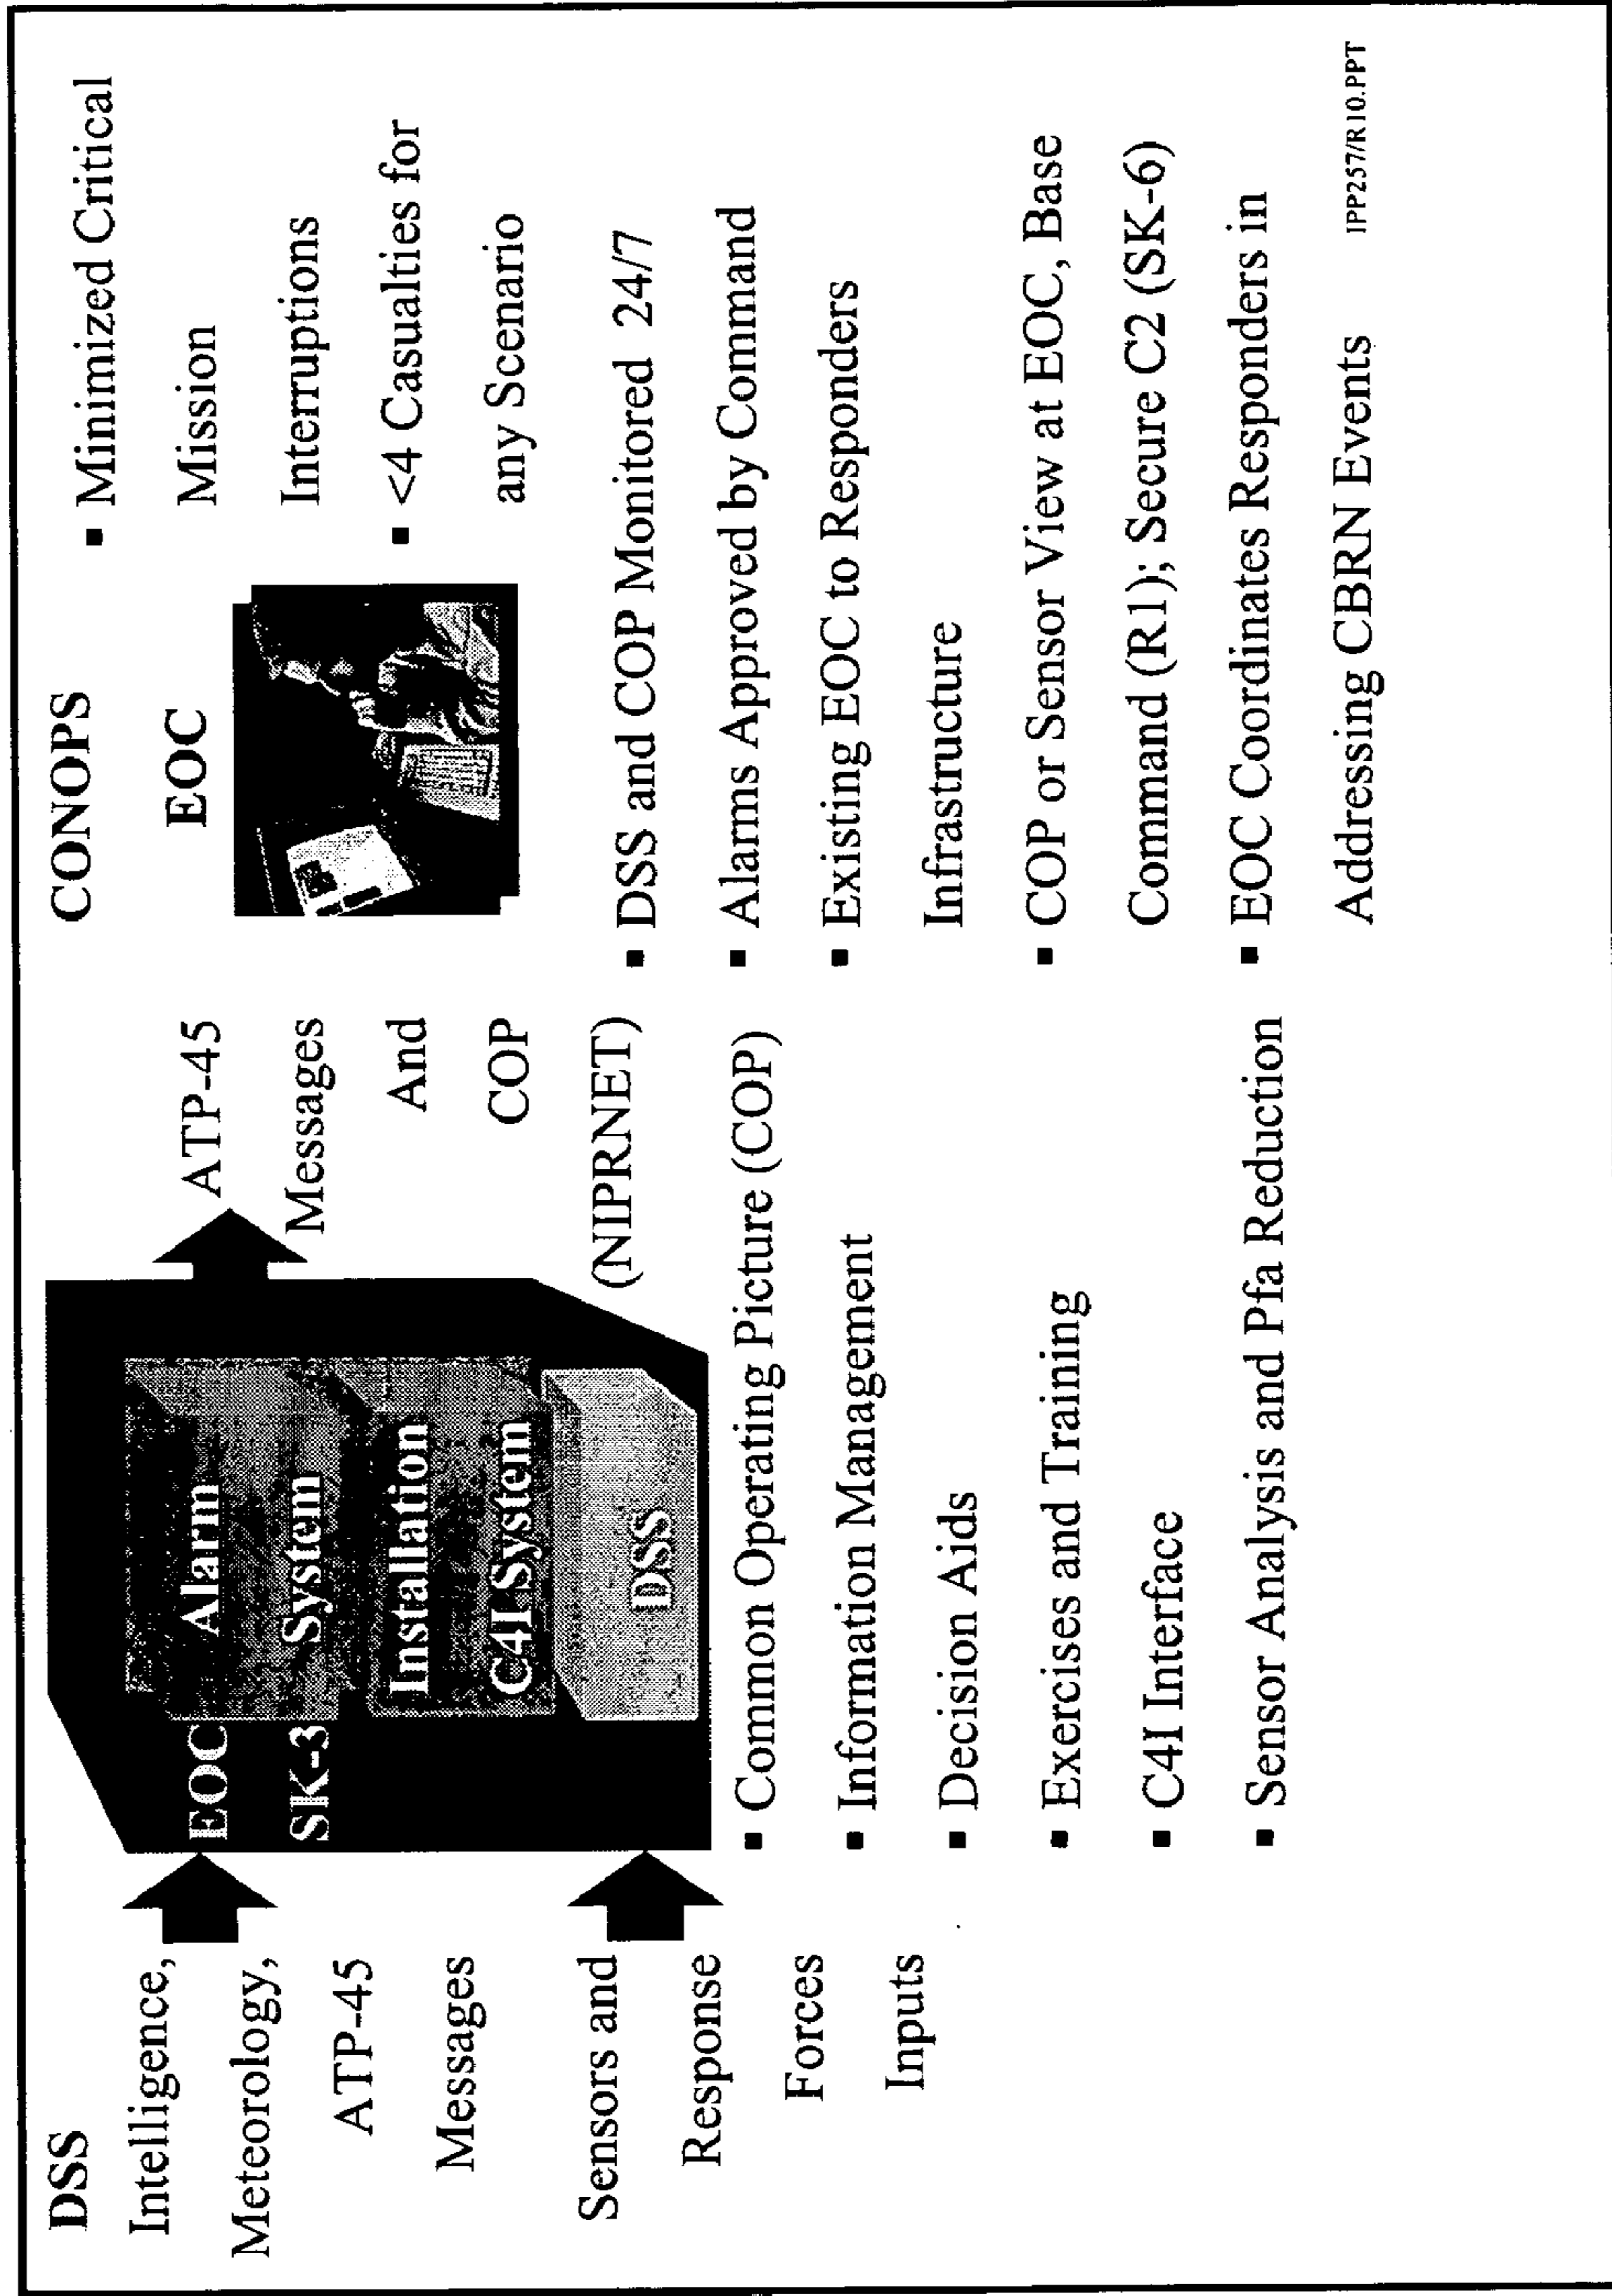 DSS
Intelligence,
Meteorology,
ATP-45
Messages
Sensors and
Response
Forces
Inputs
EOC Alarm
SK-3 System
Installation
C4I System
DSS
ATP-45
Messages
And
COP
(NIPRNET)
▪ Common Operating Picture (COP)
▪ Information Management
▪ Decision Aids
▪ Exercises and Training
▪ C4I Interface
▪ Sensor Analysis and Pfa Reduction
CONOPS
EOC
▪ Minimized Critical
Mission
Interruptions
▪ <4 Casualties for
any Scenario
▪ DSS and COP Monitored 24/7
▪ Alarms Approved by Command
▪ Existing EOC to Responders
Infrastructure
▪ COP or Sensor View at EOC, Base
Command (R1); Secure C2 (SK-6)
▪ EOC Coordinates Responders in
Addressing CBRN Events
IPP257/R10.PPT